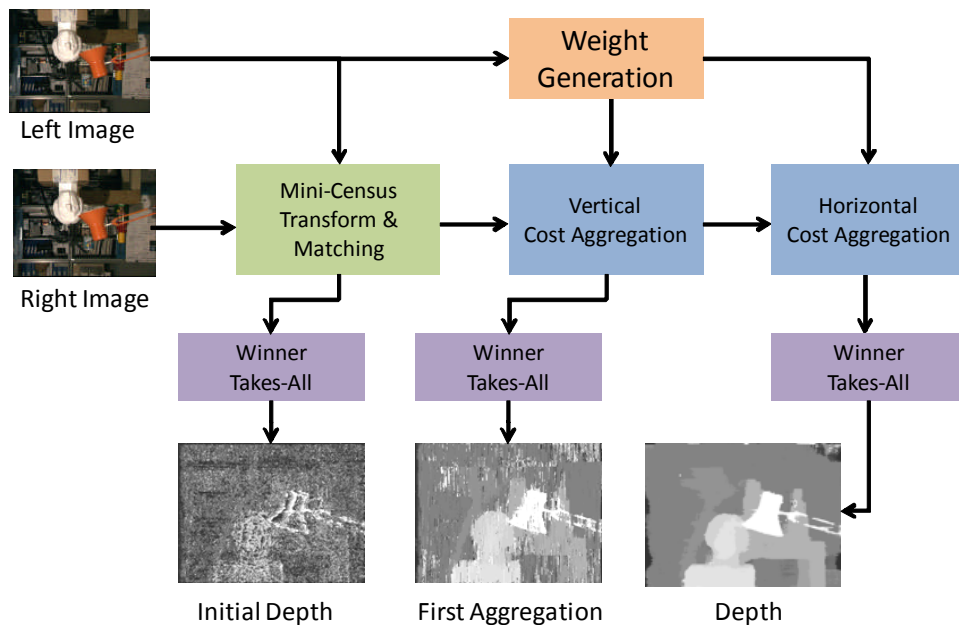 Weight
Generation
Left Image
Mini-Census
Transform &
Matching
Vertical
Cost Aggregation
Horizontal
Cost Aggregation
Right Image
Winner
Takes-All
Winner
Takes-All
Winner
Takes-All
Initial Depth
First Aggregation
Depth